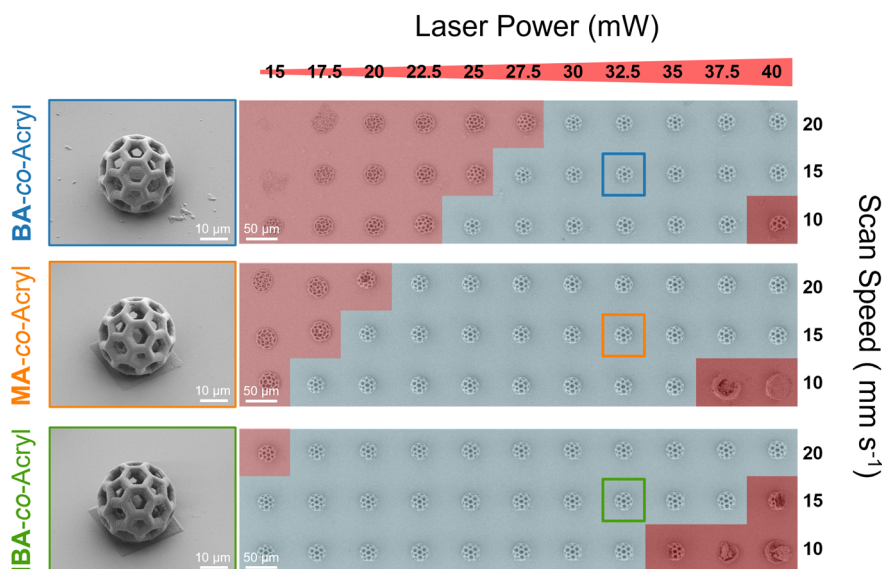 Laser Power (mW)
15 17.5 20 22.5 25 27.5 30 32.5 35 37.5 40
BA-co-Acryl
10 µm
50 µm
20
15
10
MA-co-Acryl
10 µm
50 µm
20
15
10
IBA-co-Acryl
10 µm
50 µm
20
15
10
Scan Speed ( mm s-1)